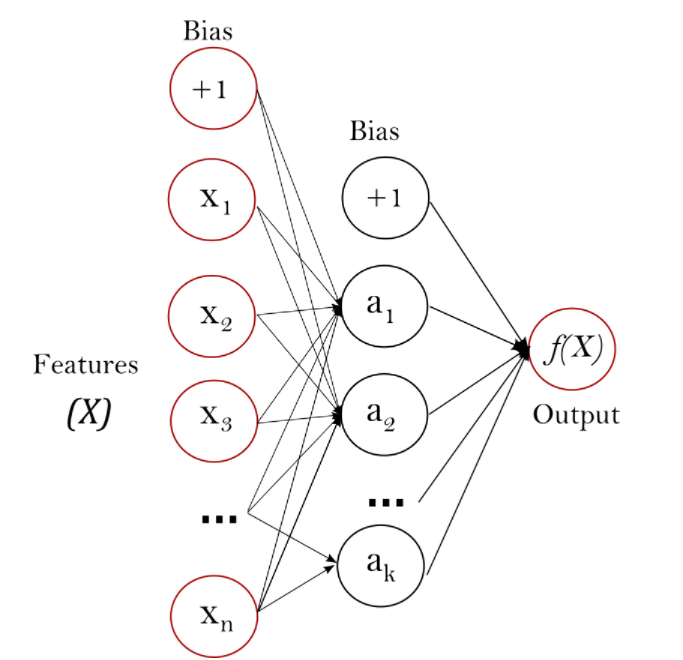 Bias
+1
x1
x2
x3
...
xn
Features
(X)
Bias
+1
a1
a2
...
ak
f(X)
Output